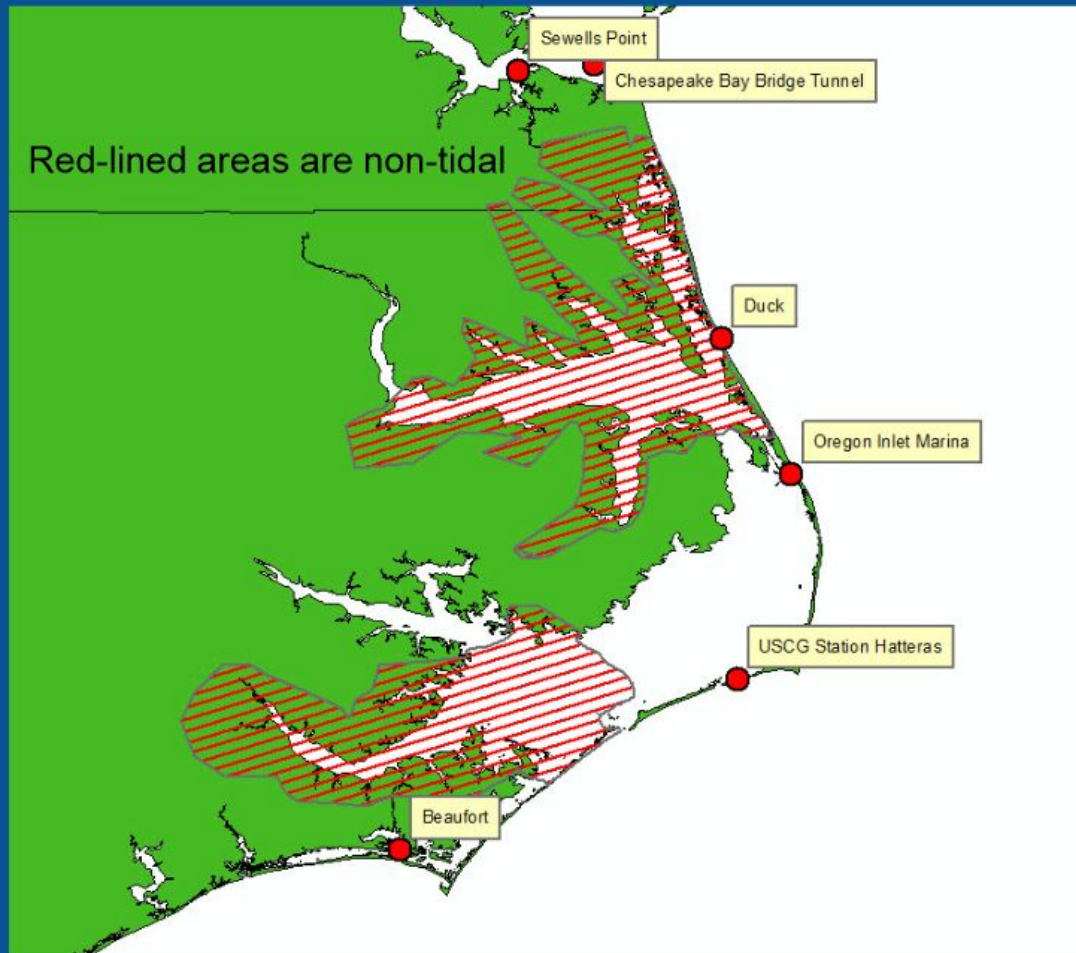 Sewells Point
Chesapeake Bay Bridge Tunnel
Red-lined areas are non-tidal
Duck
Oregon Inlet Marina
USCG Station Hatteras
Beaufort